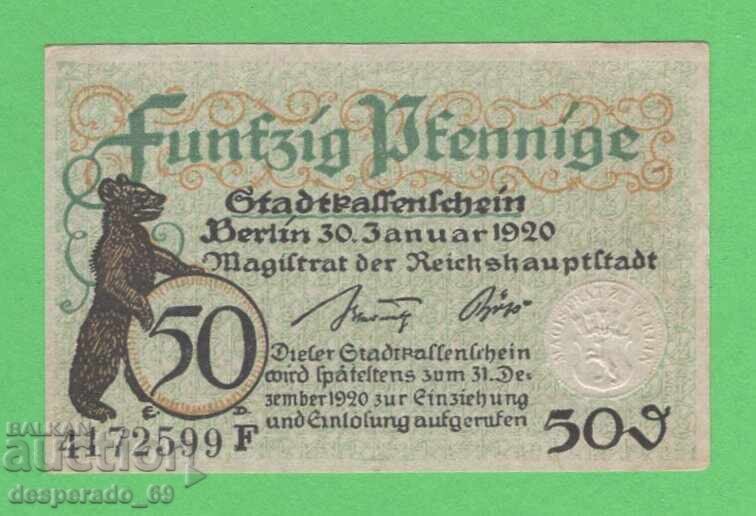 Funfzig Pfennige
Stadtkassenschein
Berlin 30. Januar 1920
Magistrat der Reichshauptstadt
50
Dieser Stadtkassenschein
wird spätestens zum 31. De-
zember 1920 zur Einziehung
und Einlösung aufgerufen
E. D.
4172599 F
50₰
BALKAN
auction
desperado_69